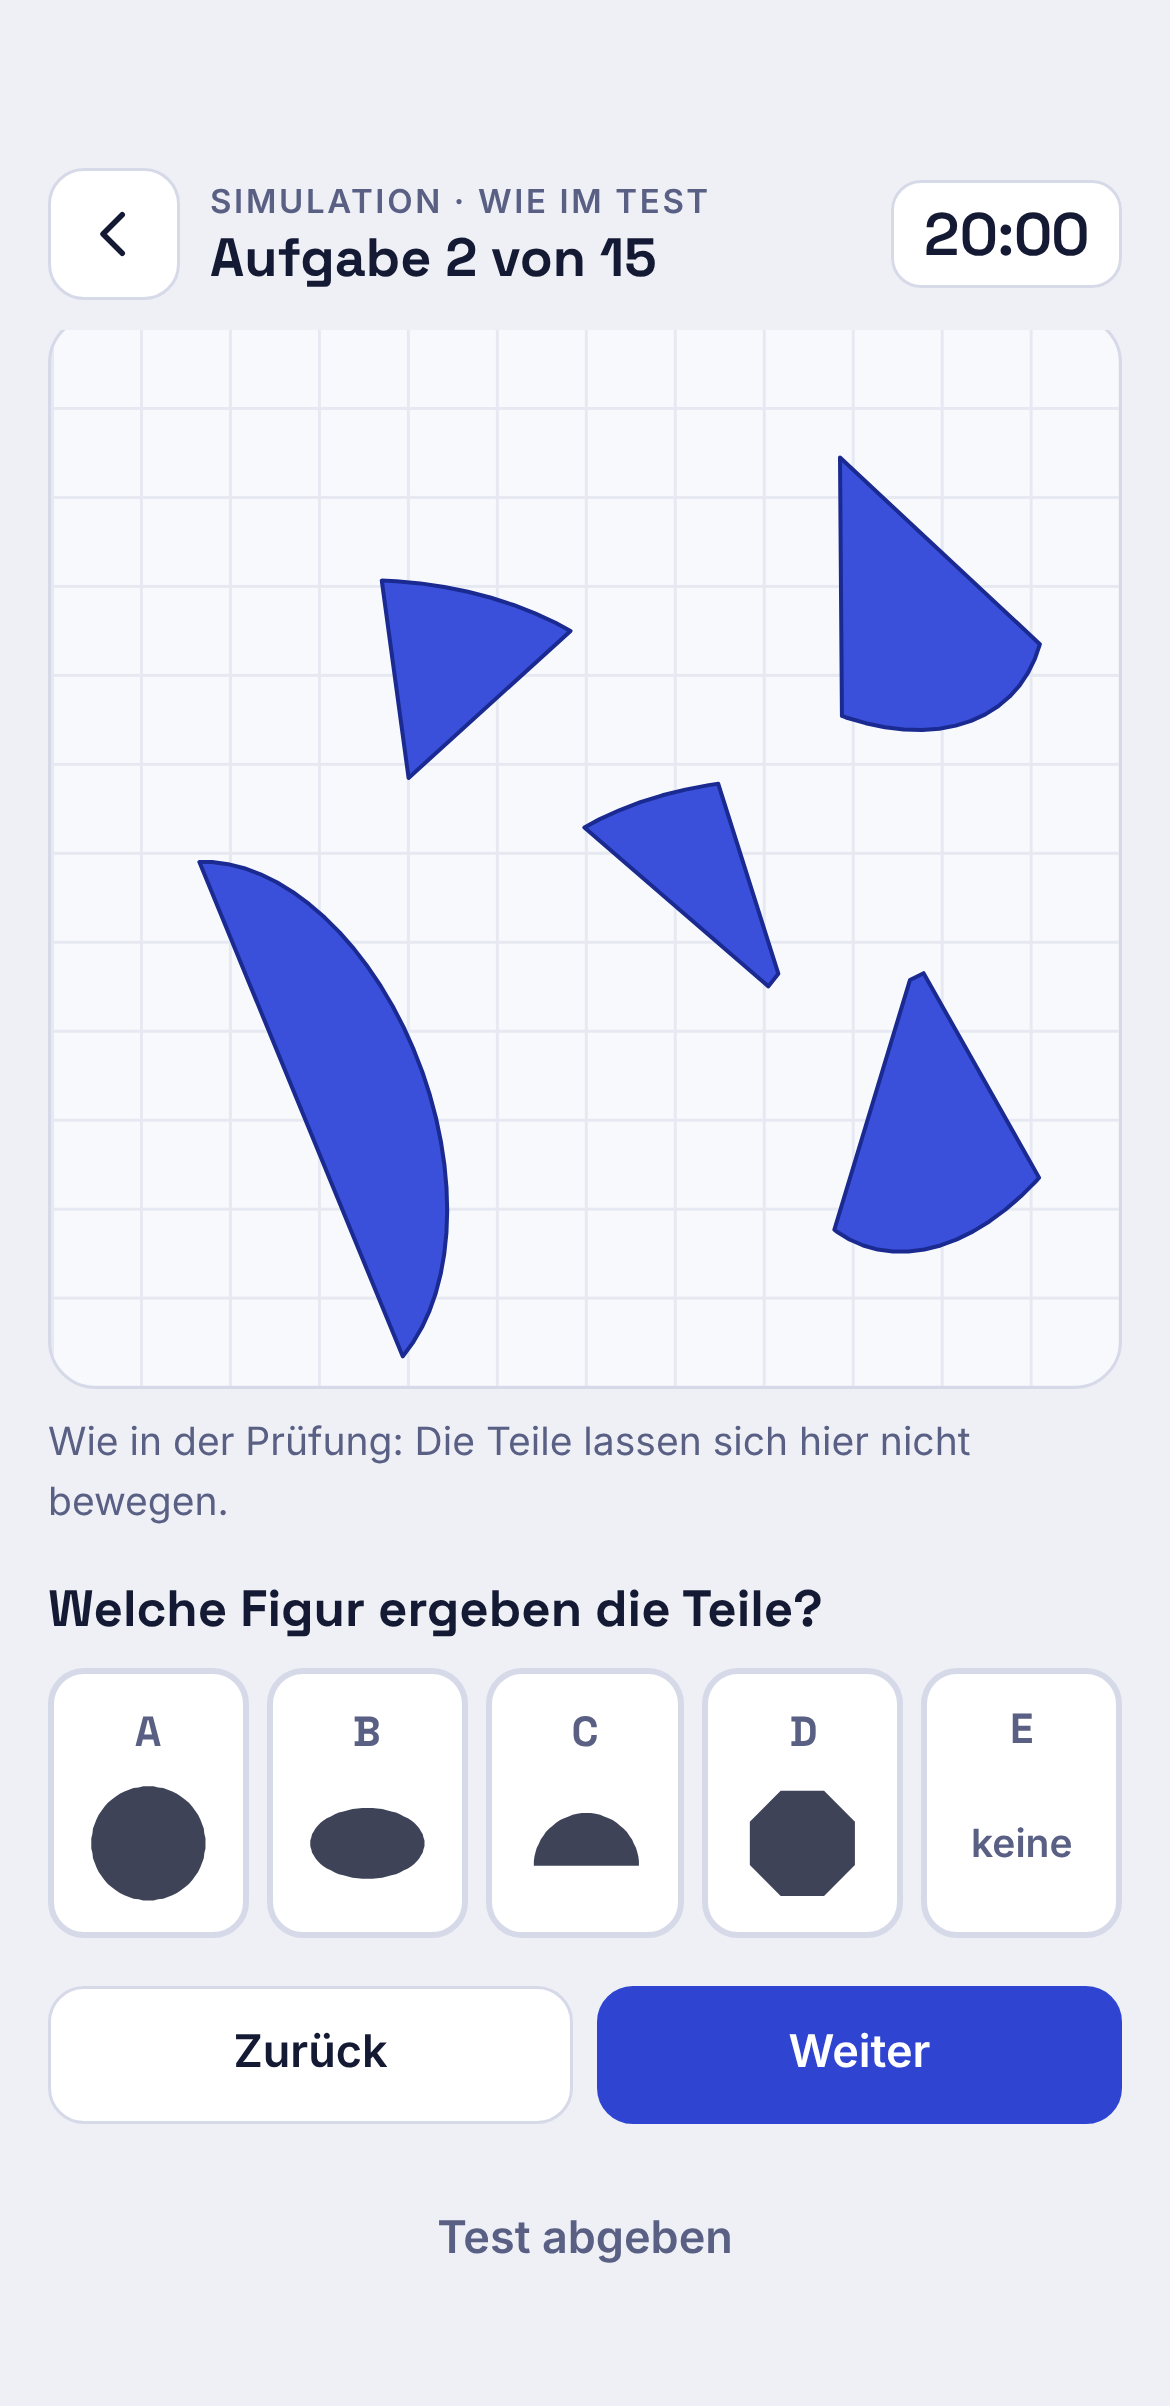 SIMULATION · WIE IM TEST
Aufgabe 2 von 15
20:00
Wie in der Prüfung: Die Teile lassen sich hier nicht
bewegen.
Welche Figur ergeben die Teile?
A
B
C
D
E
keine
Zurück
Weiter
Test abgeben